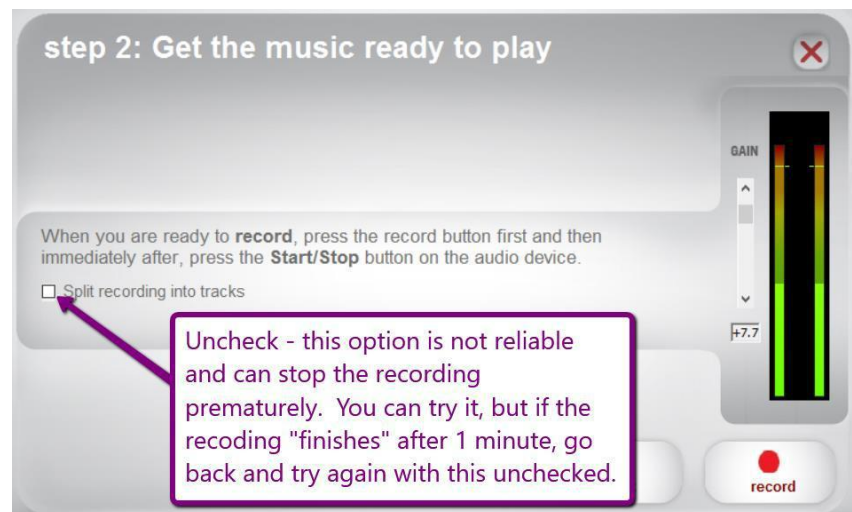 step 2: Get the music ready to play
GAIN
When you are ready to record, press the record button first and then
immediately after, press the Start/Stop button on the audio device.
Split recording into tracks
+7.7
Uncheck - this option is not reliable
and can stop the recording
prematurely. You can try it, but if the
recoding "finishes" after 1 minute, go
back and try again with this unchecked.
record